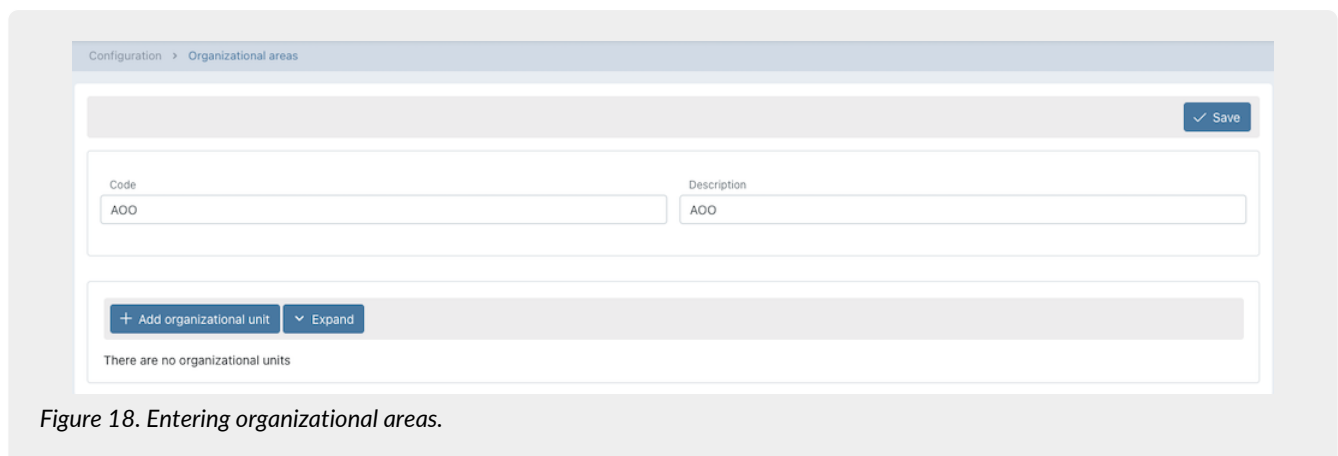 Configuration > Organizational areas
Save
Code Description
AOO AOO
+ Add organizational unit Expand
There are no organizational units
Figure 18. Entering organizational areas.